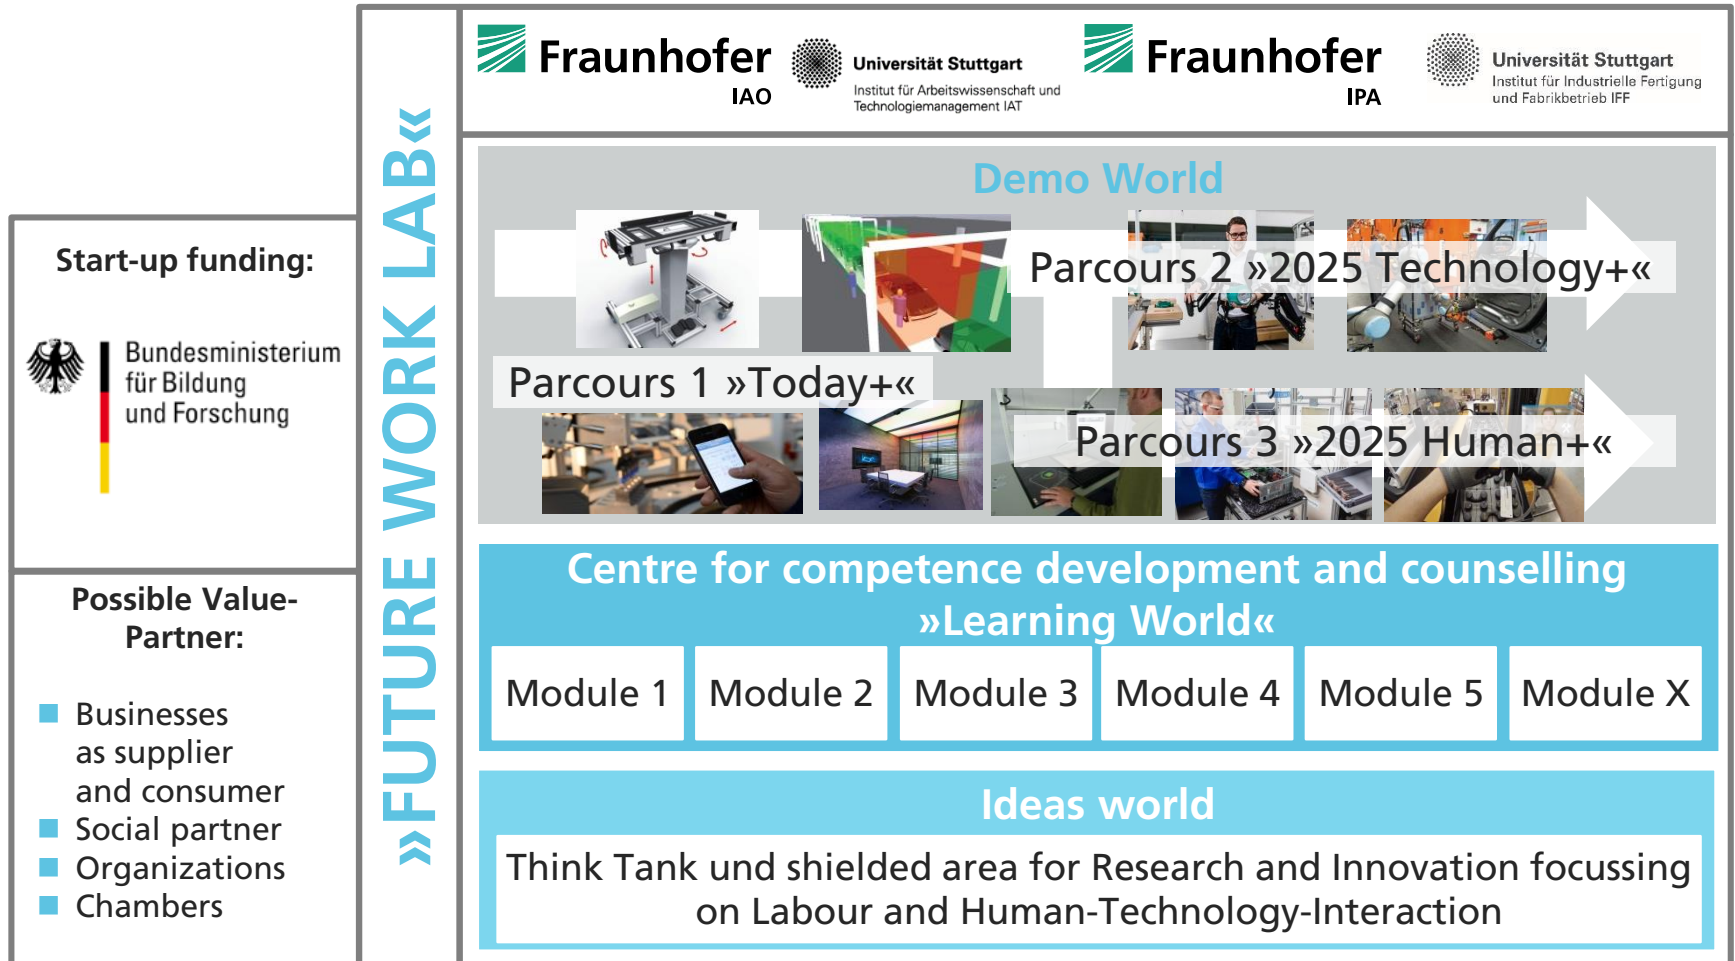 Fraunhofer
IAO
Universität Stuttgart
Institut für Arbeitswissenschaft und
Technologiemanagement IAT
Fraunhofer
IPA
Universität Stuttgart
Institut für Industrielle Fertigung
und Fabrikbetrieb IFF
»FUTURE WORK LAB«
Start-up funding:
Bundesministerium
für Bildung
und Forschung
Possible Value-
Partner:
Businesses
as supplier
and consumer
Social partner
Organizations
Chambers
Demo World
Parcours 2 »2025 Technology+«
Parcours 1 »Today+«
Parcours 3 »2025 Human+«
Centre for competence development and counselling
»Learning World«
Module 1
Module 2
Module 3
Module 4
Module 5
Module X
Ideas world
Think Tank und shielded area for Research and Innovation focussing
on Labour and Human-Technology-Interaction